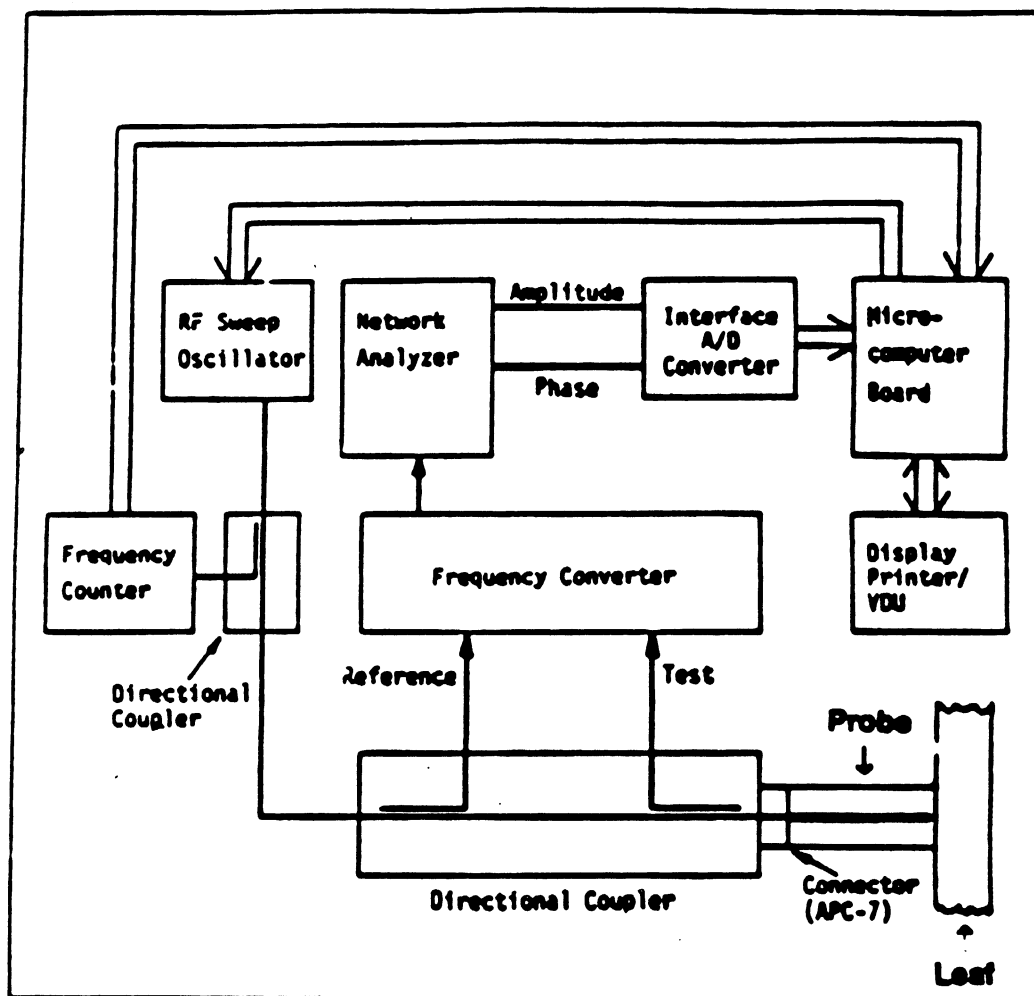 RF Sweep
Oscillator
Network
Analyzer
Amplitude
Phase
Interface
A/D
Converter
Micro-
computer
Board
Frequency
Counter
Frequency Converter
Display
Printer/
VDU
Directional
Coupler
Reference
Test
Probe
Directional Coupler
Connector
(APC-7)
Leaf